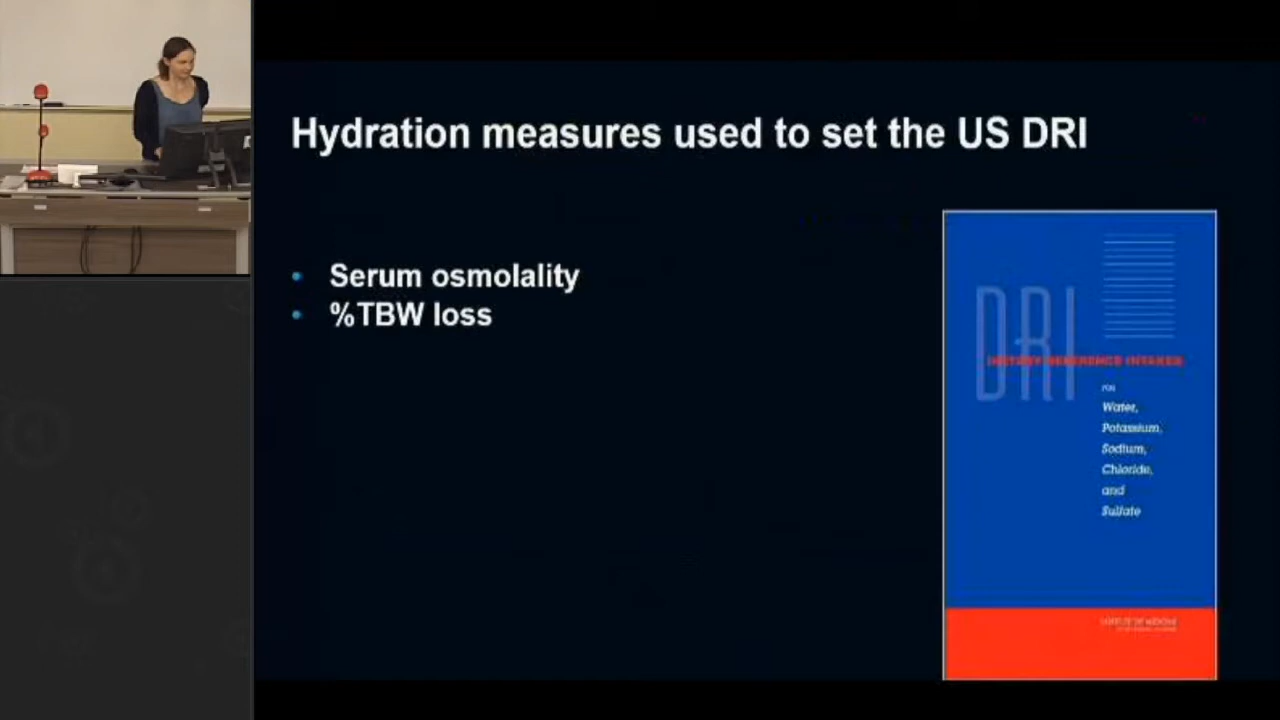 Hydration measures used to set the US DRI
• Serum osmolality
• %TBW loss
DRI
DIETARY REFERENCE INTAKES
FOR
Water,
Potassium,
Sodium,
Chloride,
and
Sulfate
INSTITUTE OF MEDICINE